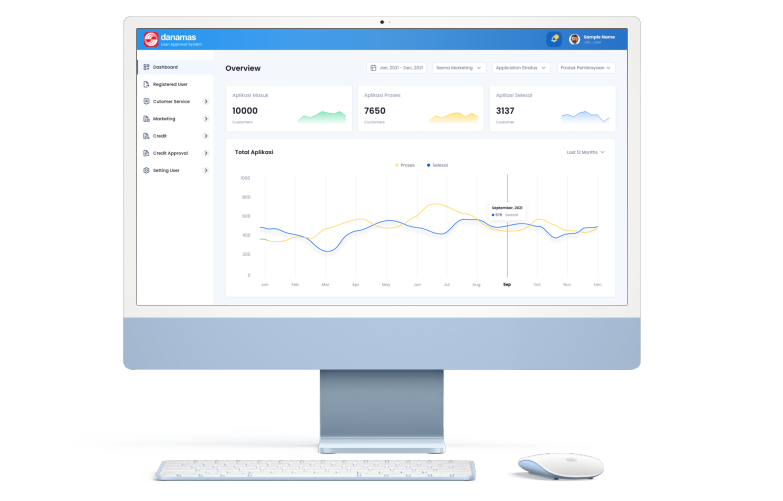 danamas
Loan Approval System
Sample Name
Dashboard
Registered User
Cutomer Service
Marketing
Credit
Credit Approval
Setting User
Overview
Jan, 2021 - Dec, 2021
Nama Marketing
Application Status
Produk Pembiayaan
Aplikasi Masuk
10000
Customers
Aplikasi Proses
7650
Customers
Aplikasi Selesai
3137
Customer
Total Aplikasi
Last 12 Months
Proses
Selesai
1000
800
600
400
200
0
September, 2021
576 Selesai
Jan Feb Mar Apr May Jun Jul Aug Sep Oct Nov Dec